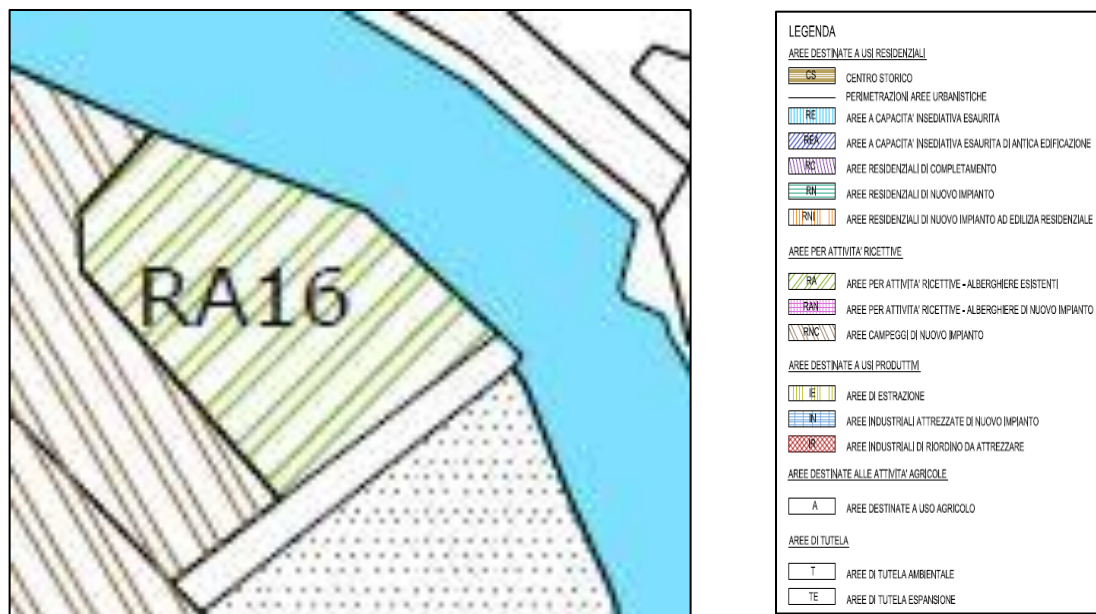 RA16
LEGENDA
AREE DESTINATE A USI RESIDENZIALI
CS CENTRO STORICO
PERIMETRAZIONI AREE URBANISTICHE
RE AREE A CAPACITA' INSEDIATIVA ESAURITA
REA AREE A CAPACITA' INSEDIATIVA ESAURITA DI ANTICA EDIFICAZIONE
RC AREE RESIDENZIALI DI COMPLETAMENTO
RN AREE RESIDENZIALI DI NUOVO IMPIANTO
RNI AREE RESIDENZIALI DI NUOVO IMPIANTO AD EDILIZIA RESIDENZIALE
AREE PER ATTIVITA' RICETTIVE
RA AREE PER ATTIVITA' RICETTIVE - ALBERGHIERE ESISTENTI
RAN AREE PER ATTIVITA' RICETTIVE - ALBERGHIERE DI NUOVO IMPIANTO
RNC AREE CAMPEGGI DI NUOVO IMPIANTO
AREE DESTINATE A USI PRODUTTIVI
IE AREE DI ESTRAZIONE
IN AREE INDUSTRIALI ATTREZZATE DI NUOVO IMPIANTO
IR AREE INDUSTRIALI DI RIORDINO DA ATTREZZARE
AREE DESTINATE ALLE ATTIVITA' AGRICOLE
A AREE DESTINATE A USO AGRICOLO
AREE DI TUTELA
T AREE DI TUTELA AMBIENTALE
TE AREE DI TUTELA ESPANSIONE